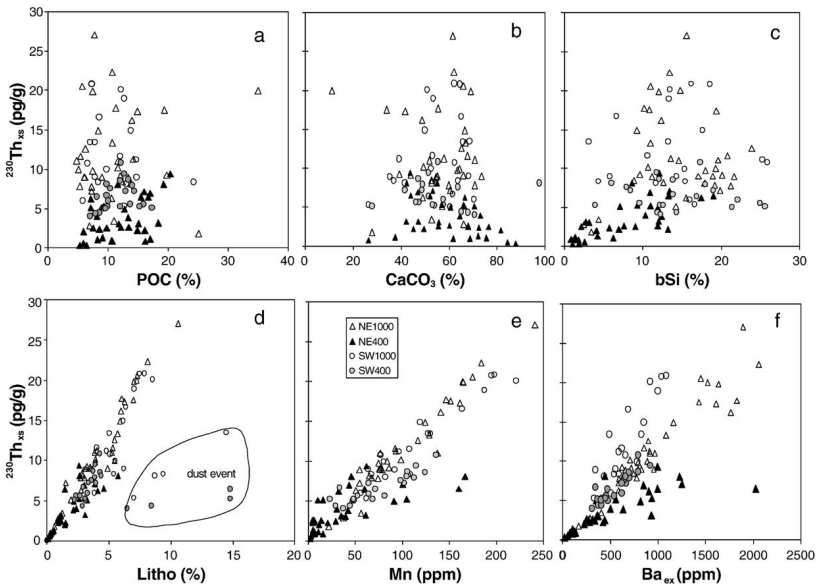 a
b
c
30
25
20
15
10
5
0
²³⁰Thxs (pg/g)
0 10 20 30 40
POC (%)
0 20 40 60 80 100
CaCO₃ (%)
0 10 20 30
bSi (%)
d
e
f
30
25
20
15
10
5
0
²³⁰Thxs (pg/g)
dust event
NE1000
NE400
SW1000
SW400
0 5 10 15 20
Litho (%)
0 50 100 150 200 250
Mn (ppm)
0 500 1000 1500 2000 2500
Baex (ppm)